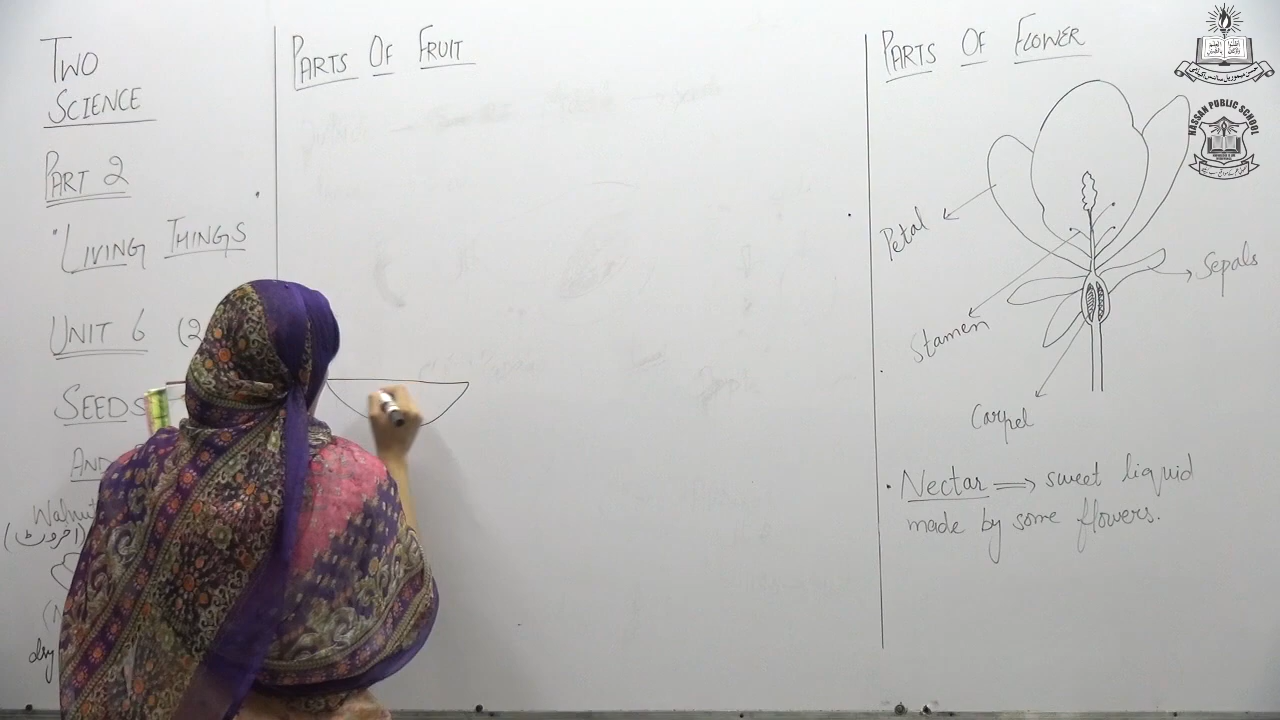 TWO
SCIENCE
PART 2
"LIVING THINGS
UNIT 6 (2
SEEDS
AND
Walnut
(اخروٹ)
dry
PARTS OF FRUIT
PARTS OF FLOWER
Petal
Sepals
Stamen
Carpel
Nectar ⟹ sweet liquid
made by some flowers.
HASSAN PUBLIC SCHOOL